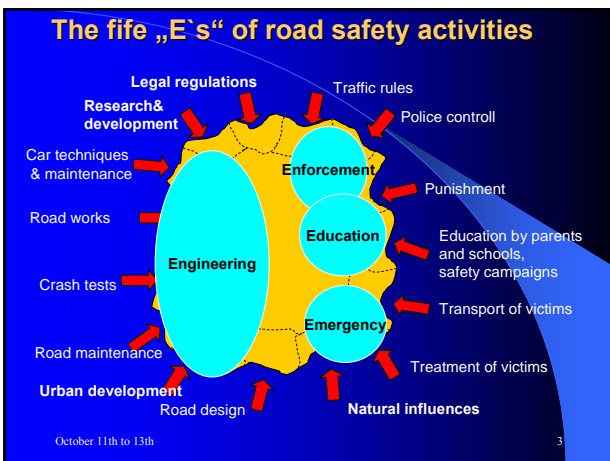 The fife „E`s“ of road safety activities
Legal regulations
Traffic rules
Research&
development
Police controll
Car techniques
& maintenance
Enforcement
Punishment
Road works
Education
Education by parents
and schools,
safety campaigns
Engineering
Crash tests
Transport of victims
Emergency
Road maintenance
Treatment of victims
Urban development
Road design
Natural influences
October 11th to 13th
3